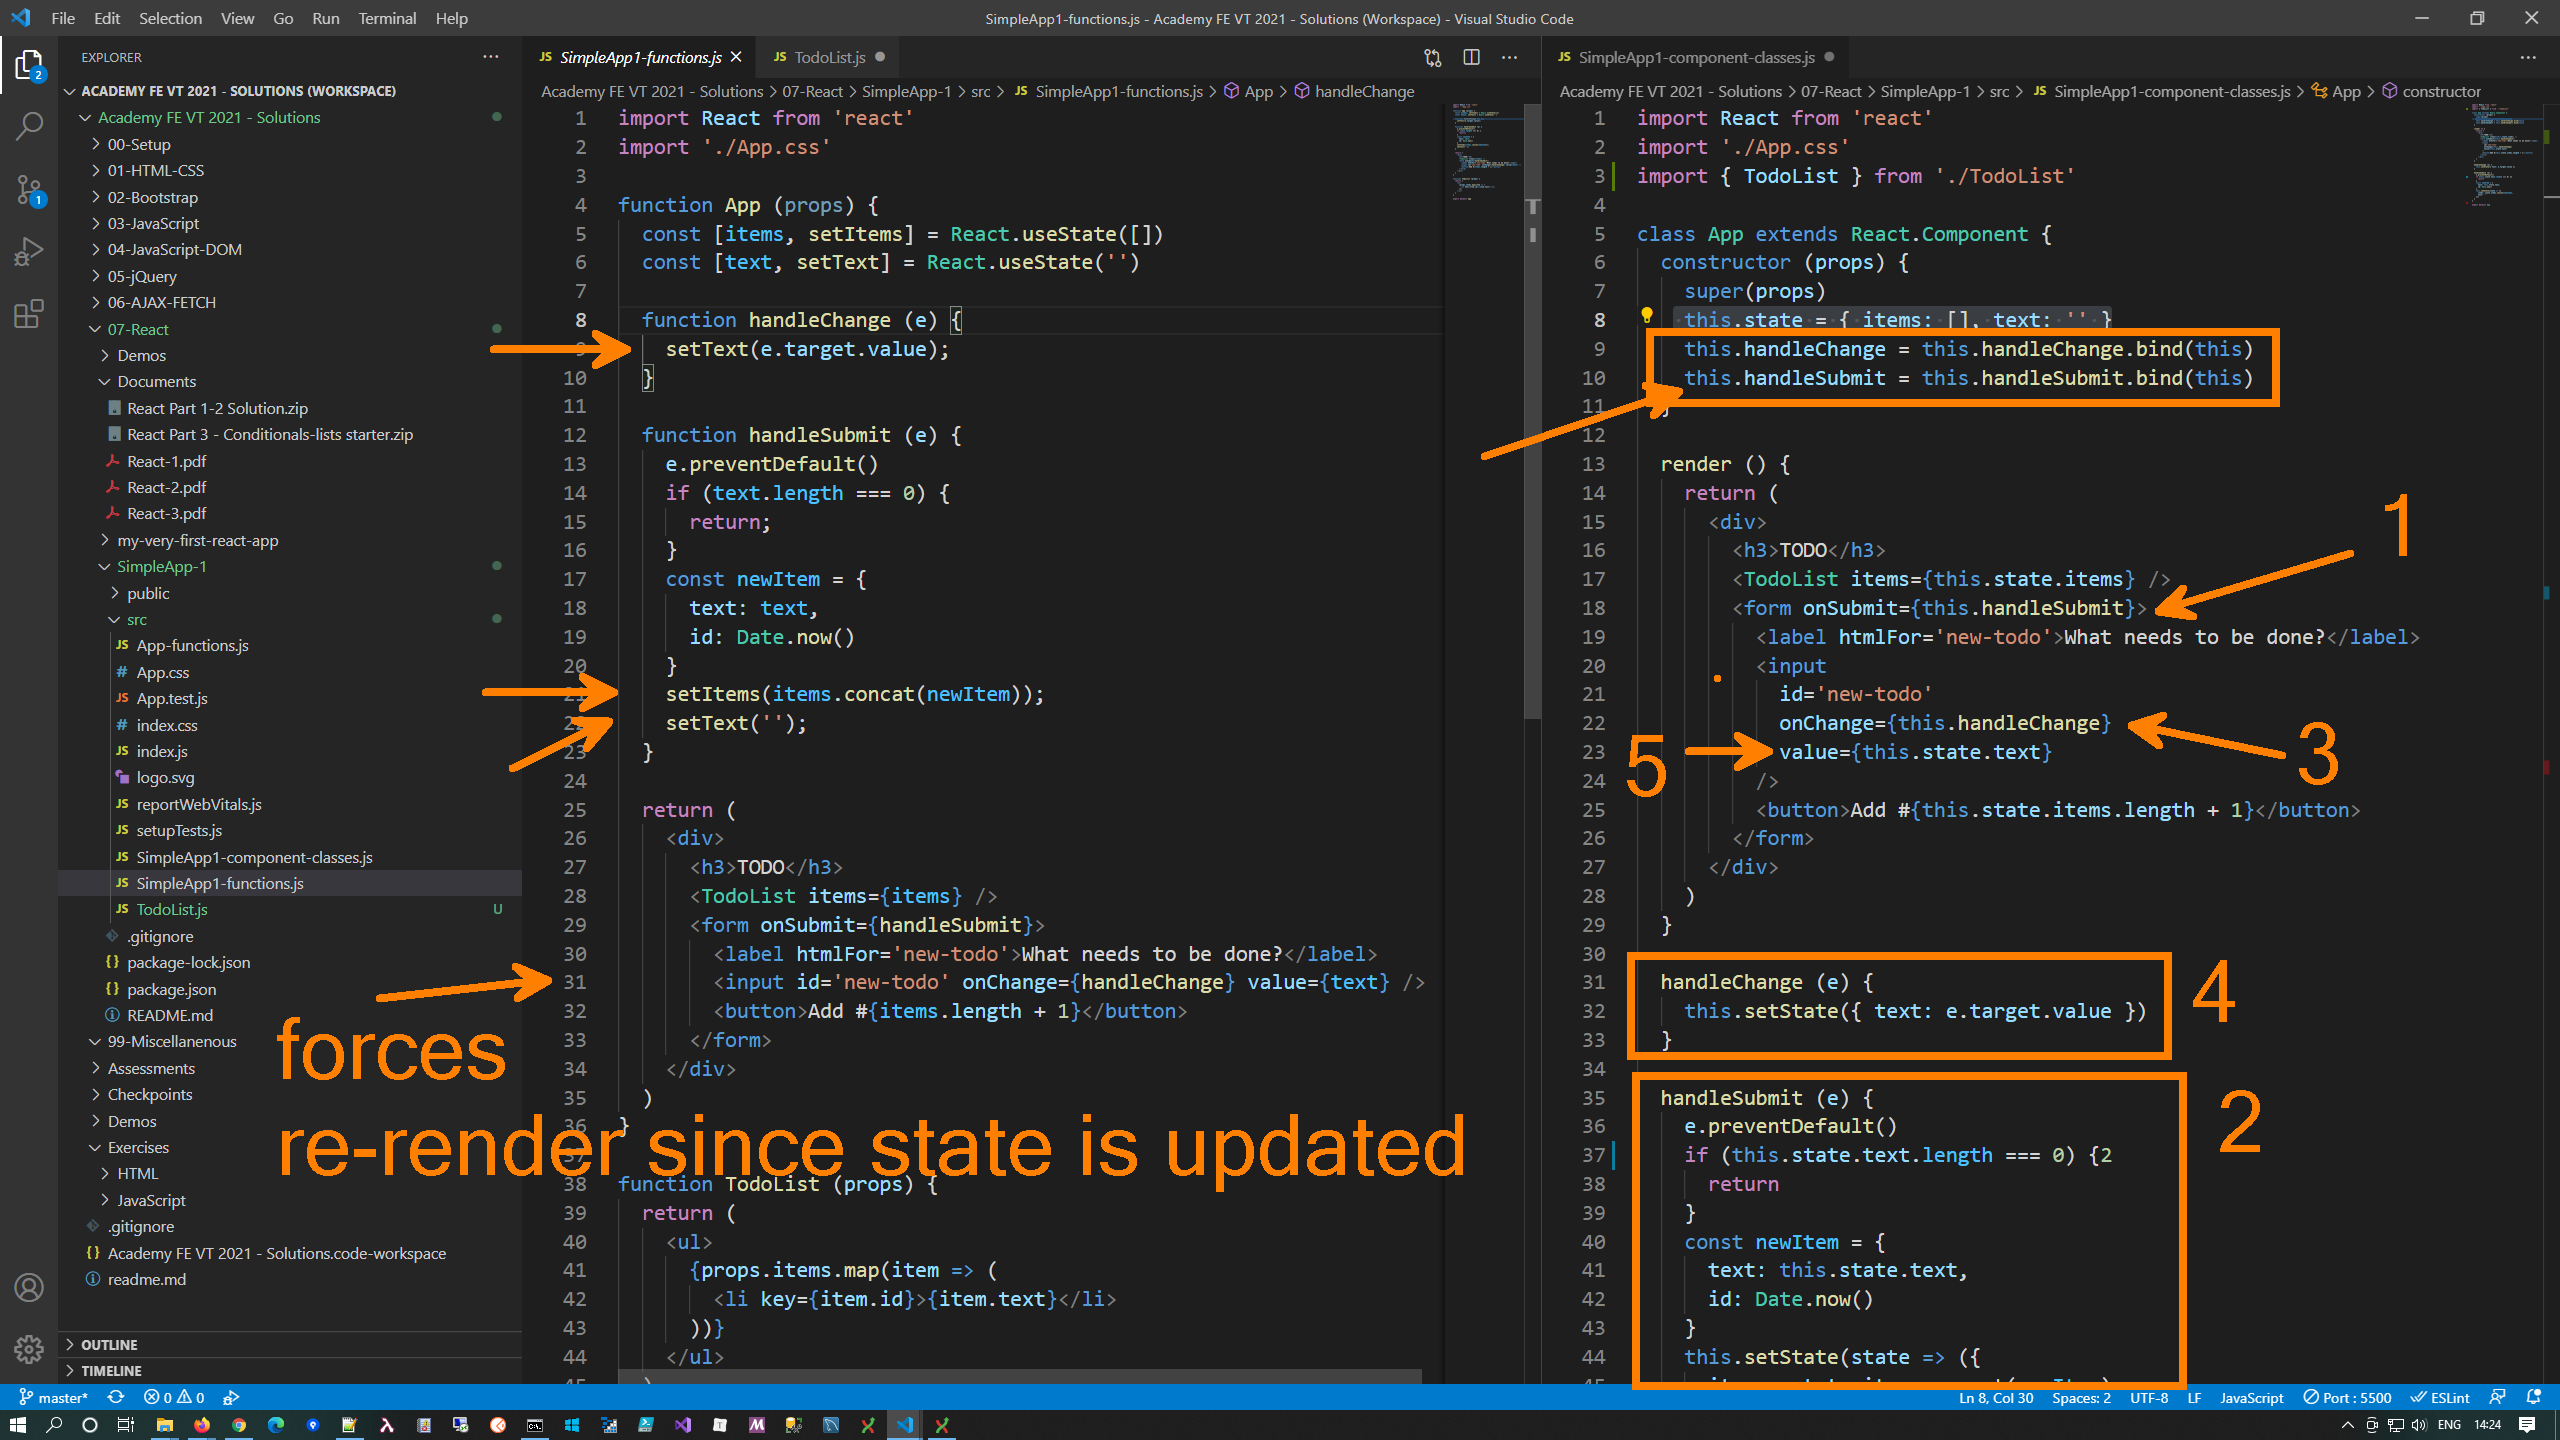 File Edit Selection View Go Run Terminal Help
SimpleApp1-functions.js - Academy FE VT 2021 - Solutions (Workspace) - Visual Studio Code
EXPLORER
ACADEMY FE VT 2021 - SOLUTIONS (WORKSPACE)
Academy FE VT 2021 - Solutions
00-Setup
01-HTML-CSS
02-Bootstrap
03-JavaScript
04-JavaScript-DOM
05-jQuery
06-AJAX-FETCH
07-React
Demos
Documents
React Part 1-2 Solution.zip
React Part 3 - Conditionals-lists starter.zip
React-1.pdf
React-2.pdf
React-3.pdf
my-very-first-react-app
SimpleApp-1
public
src
JS App-functions.js
# App.css
JS App.test.js
# index.css
JS index.js
logo.svg
JS reportWebVitals.js
JS setupTests.js
JS SimpleApp1-component-classes.js
JS SimpleApp1-functions.js
JS TodoList.js U
.gitignore
{} package-lock.json
{} package.json
README.md
99-Miscellanenous
Assessments
Checkpoints
Demos
Exercises
HTML
JavaScript
.gitignore
{} Academy FE VT 2021 - Solutions.code-workspace
readme.md
OUTLINE
TIMELINE
2
1
JS SimpleApp1-functions.js
JS TodoList.js
Academy FE VT 2021 - Solutions > 07-React > SimpleApp-1 > src > JS SimpleApp1-functions.js > App > handleChange
1 import React from 'react'
2 import './App.css'
3
4 function App (props) {
5 const [items, setItems] = React.useState([])
6 const [text, setText] = React.useState('')
7
8 function handleChange (e) {
setText(e.target.value);
10 }
11
12 function handleSubmit (e) {
13 e.preventDefault()
14 if (text.length === 0) {
15 return;
16 }
17 const newItem = {
18 text: text,
19 id: Date.now()
20 }
21 setItems(items.concat(newItem));
22 setText('');
23 }
24
25 return (
26 <div>
27 <h3>TODO</h3>
28 <TodoList items={items} />
29 <form onSubmit={handleSubmit}>
30 <label htmlFor='new-todo'>What needs to be done?</label>
31 <input id='new-todo' onChange={handleChange} value={text} />
32 <button>Add #{items.length + 1}</button>
33 </form>
34 </div>
35 )
36 }
38 function TodoList (props) {
39 return (
40 <ul>
41 {props.items.map(item => (
42 <li key={item.id}>{item.text}</li>
43 ))}
44 </ul>
forces
re-render since state is updated
JS SimpleApp1-component-classes.js
Academy FE VT 2021 - Solutions > 07-React > SimpleApp-1 > src > JS SimpleApp1-component-classes.js > App > constructor
1 import React from 'react'
2 import './App.css'
3 import { TodoList } from './TodoList'
4
5 class App extends React.Component {
6 constructor (props) {
7 super(props)
8 this.state = { items: [], text: '' }
9 this.handleChange = this.handleChange.bind(this)
10 this.handleSubmit = this.handleSubmit.bind(this)
11 }
12
13 render () {
14 return (
15 <div>
16 <h3>TODO</h3>
17 <TodoList items={this.state.items} />
18 <form onSubmit={this.handleSubmit}>
19 <label htmlFor='new-todo'>What needs to be done?</label>
20 <input
21 id='new-todo'
22 onChange={this.handleChange}
23 value={this.state.text}
24 />
25 <button>Add #{this.state.items.length + 1}</button>
26 </form>
27 </div>
28 )
29 }
30
31 handleChange (e) {
32 this.setState({ text: e.target.value })
33 }
34
35 handleSubmit (e) {
36 e.preventDefault()
37 if (this.state.text.length === 0) {2
38 return
39 }
40 const newItem = {
41 text: this.state.text,
42 id: Date.now()
43 }
44 this.setState(state => ({
1
3
5
4
2
master* 0 0
Ln 8, Col 30 Spaces: 2 UTF-8 LF JavaScript Port : 5500 ESLint
ENG 14:24